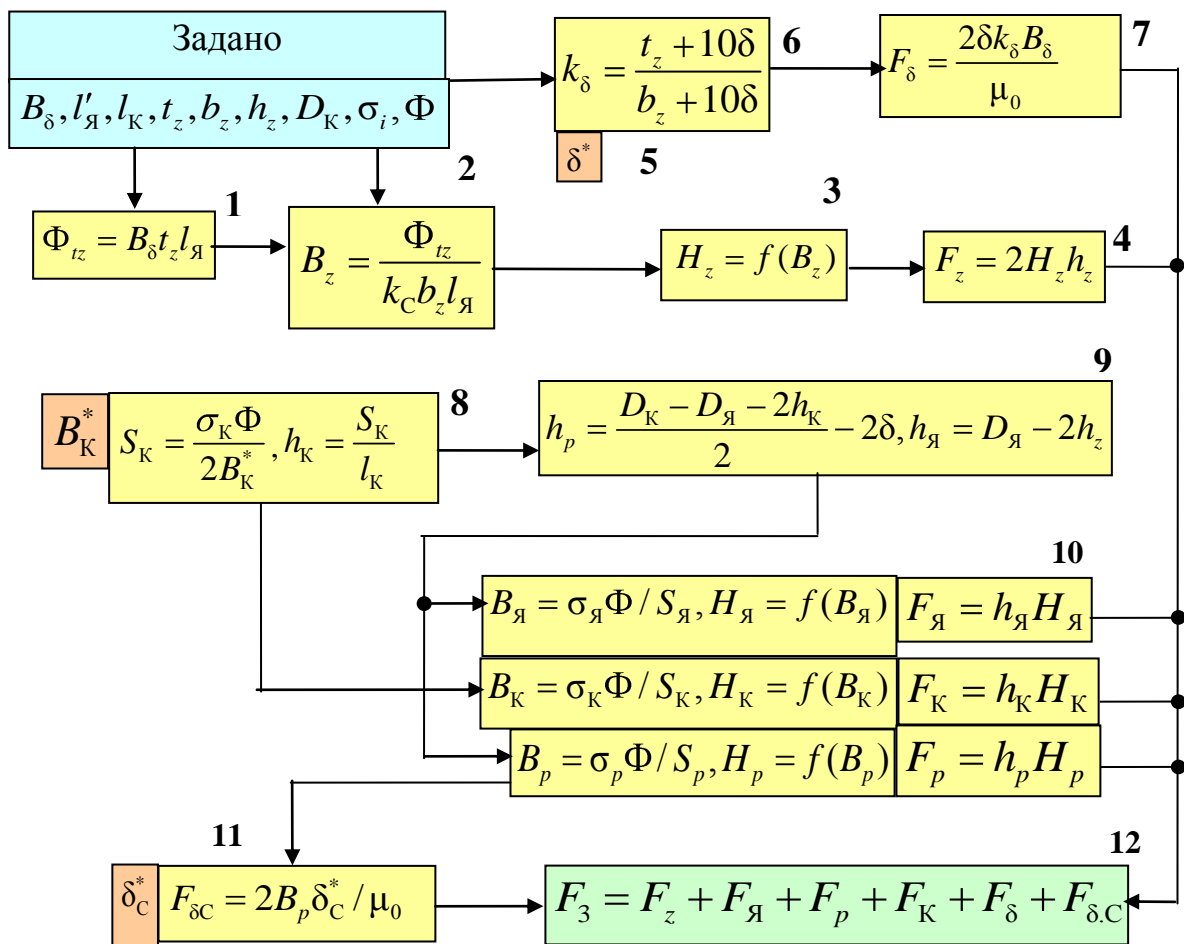 Задано
B_δ, l′_Я, l_К, t_z, b_z, h_z, D_К, σ_i, Φ
k_δ = (t_z + 10δ) / (b_z + 10δ)
6
F_δ = 2δk_δB_δ / μ_0
7
δ*
5
1
Φ_tz = B_δ t_z l_Я
2
B_z = Φ_tz / (k_С b_z l_Я)
3
H_z = f(B_z)
4
F_z = 2H_z h_z
B*_К
S_К = σ_КΦ / 2B*_К, h_К = S_К / l_К
8
9
h_p = (D_К − D_Я − 2h_К) / 2 − 2δ, h_Я = D_Я − 2h_z
10
B_Я = σ_ЯΦ / S_Я, H_Я = f(B_Я)
F_Я = h_Я H_Я
B_К = σ_КΦ / S_К, H_К = f(B_К)
F_К = h_К H_К
B_p = σ_pΦ / S_p, H_p = f(B_p)
F_p = h_p H_p
11
δ*_С
F_δС = 2B_p δ*_С / μ_0
12
F_3 = F_z + F_Я + F_p + F_К + F_δ + F_δ.С